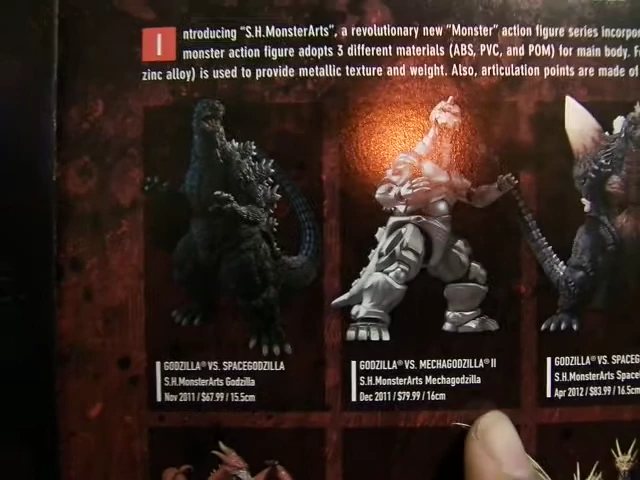 Introducing “S.H.MonsterArts”, a revolutionary new “Monster” action figure series
monster action figure adopts 3 different materials (ABS, PVC, and POM) for main body.
zinc alloy) is used to provide metallic texture and weight. Also, articulation points are made of
GODZILLA® VS. SPACEGODZILLA
S.H.MonsterArts Godzilla
Nov 2011 / $67.99 / 15.5cm
GODZILLA® VS. MECHAGODZILLA® II
S.H.MonsterArts Mechagodzilla
Dec 2011 / $79.99 / 16cm
GODZILLA® VS. SPACEG
S.H.MonsterArts Space
Apr 2012 / $83.99 / 16.5cm